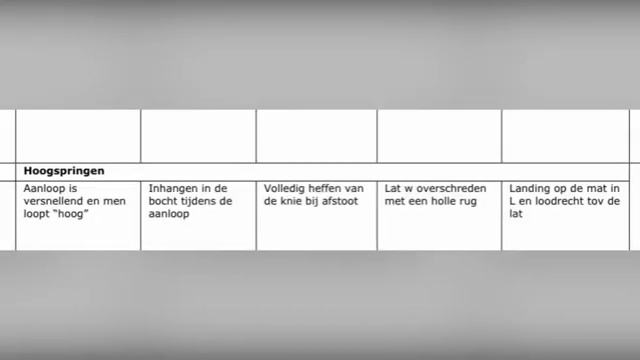 Hoogspringen
Aanloop is
versnellend en men
loopt “hoog”
Inhangen in de
bocht tijdens de
aanloop
Volledig heffen van
de knie bij afstoot
Lat w overschreden
met een holle rug
Landing op de mat in
L en loodrecht tov de
lat